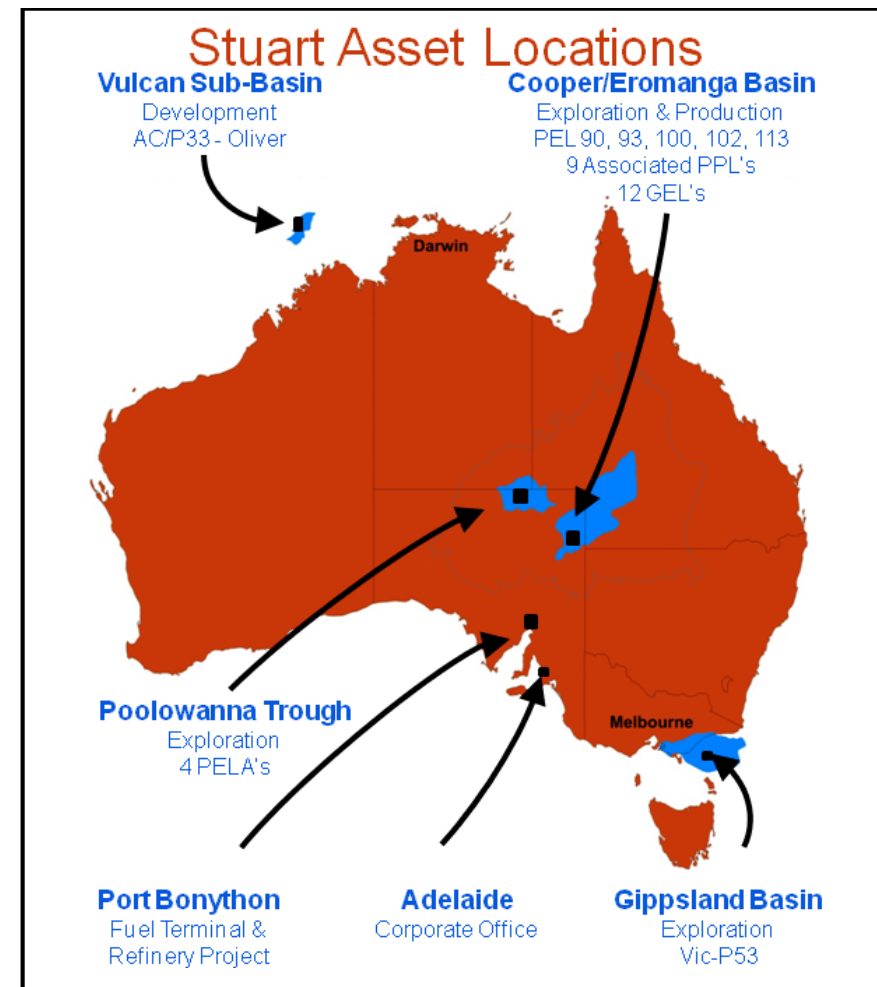 Stuart Asset Locations
Vulcan Sub-Basin
Development
AC/P33 - Oliver
Cooper/Eromanga Basin
Exploration & Production
PEL 90, 93, 100, 102, 113
9 Associated PPL's
12 GEL's
Darwin
Poolowanna Trough
Exploration
4 PELA's
Melbourne
Port Bonython
Fuel Terminal &
Refinery Project
Adelaide
Corporate Office
Gippsland Basin
Exploration
Vic-P53